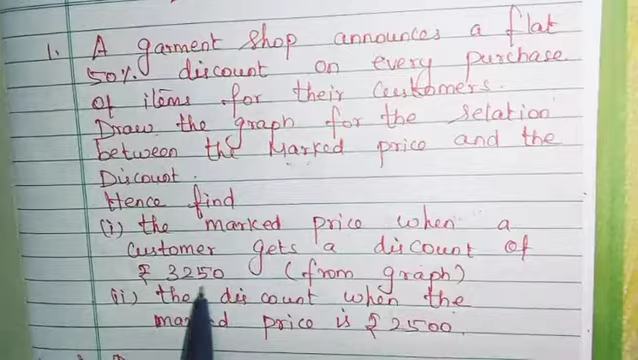 1. A garment shop announces a flat
50% discount on every purchase
of items for their customers.
Draw the graph for the relation
between the Marked price and the
Discount.
Hence find
(i) the marked price when a
customer gets a discount of
₹ 3250 (from graph)
(ii) the discount when the
marked price is ₹ 2500.